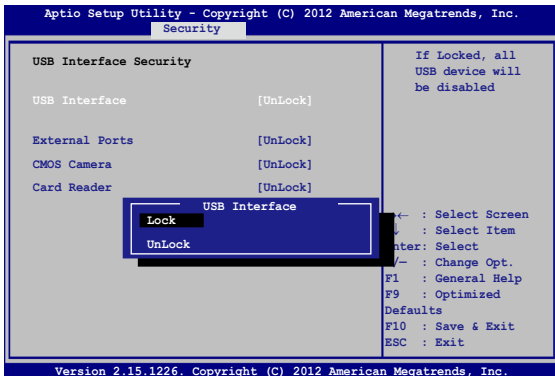 Aptio Setup Utility - Copyright (C) 2012 American Megatrends, Inc.
Security
USB Interface Security
USB Interface [UnLock]
External Ports [UnLock]
CMOS Camera [UnLock]
Card Reader [UnLock]
USB Interface
Lock
UnLock
If Locked, all
USB device will
be disabled
← : Select Screen
: Select Item
nter: Select
/— : Change Opt.
F1 : General Help
F9 : Optimized
Defaults
F10 : Save & Exit
ESC : Exit
Version 2.15.1226. Copyright (C) 2012 American Megatrends, Inc.